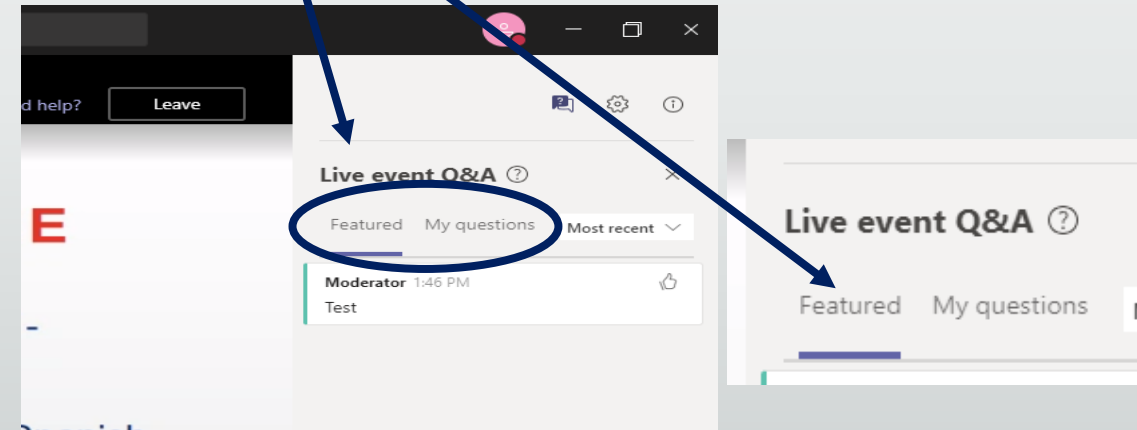 d help?
Leave
Live event Q&A
Featured My questions Most recent
Moderator 1:46 PM
Test
E
-
Live event Q&A
Featured My questions